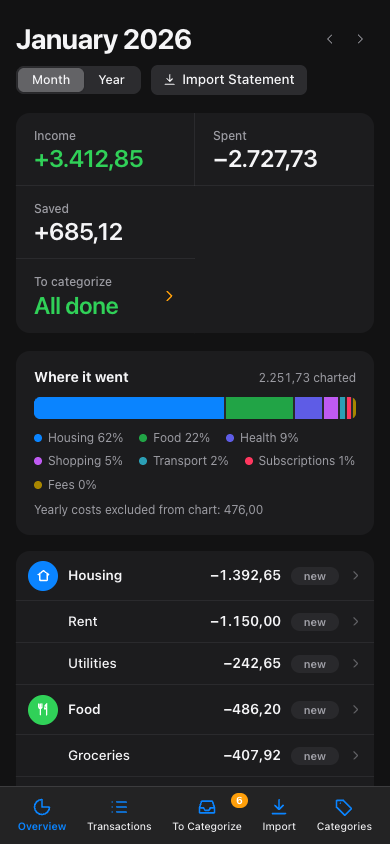 January 2026
Month Year Import Statement
Income Spent
+3.412,85 −2.727,73
Saved
+685,12
To categorize
All done
Where it went 2.251,73 charted
Housing 62% Food 22% Health 9%
Shopping 5% Transport 2% Subscriptions 1%
Fees 0%
Yearly costs excluded from chart: 476,00
Housing −1.392,65 new
Rent −1.150,00 new
Utilities −242,65 new
Food −486,20 new
Groceries −407,92 new
6
Overview Transactions To Categorize Import Categories